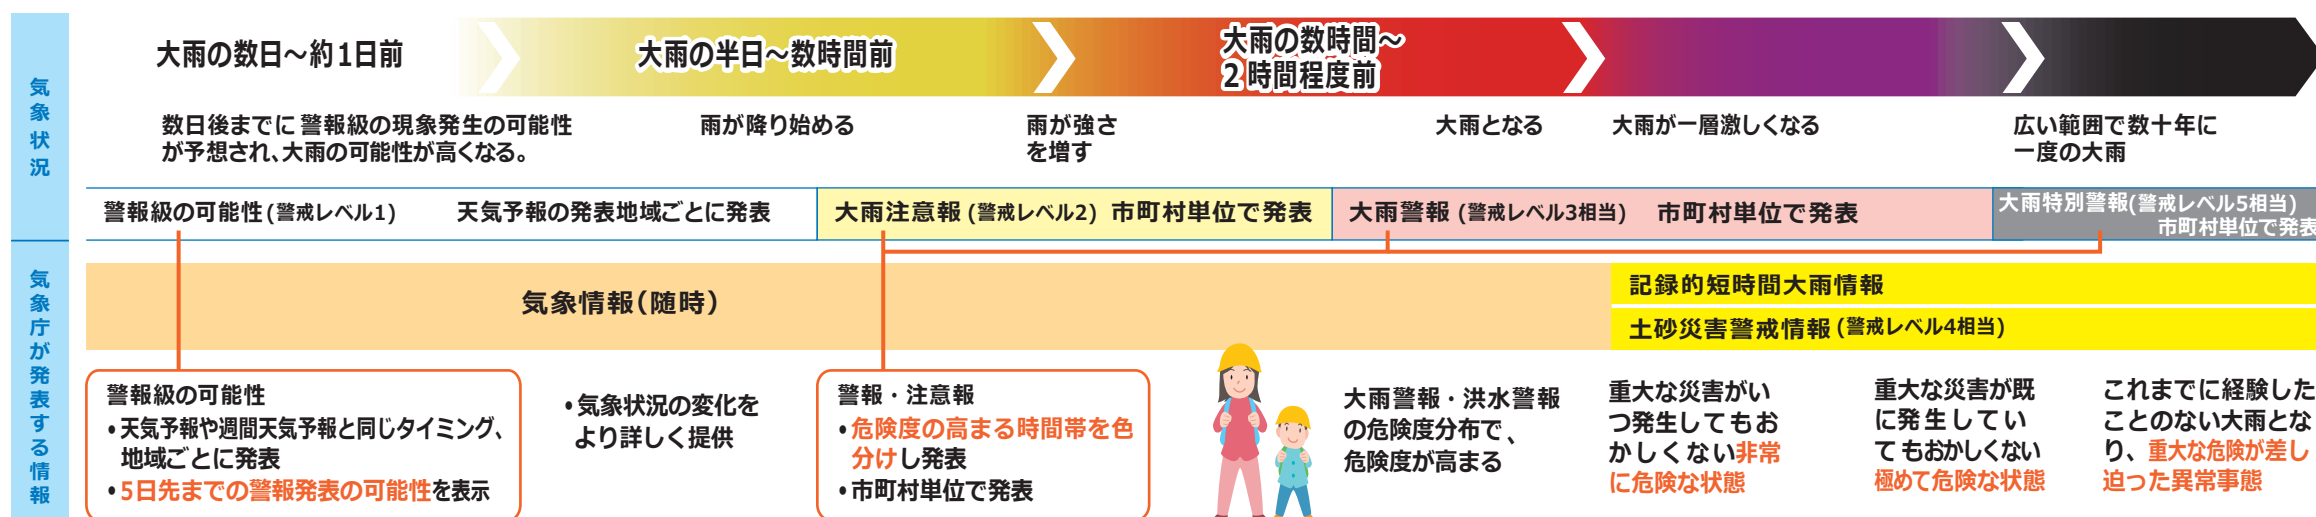 気象状況
大雨の数日～約1日前
大雨の半日～数時間前
大雨の数時間～
2時間程度前
数日後までに 警報級の現象発生の可能性
が予想され、大雨の可能性が高くなる。
雨が降り始める
雨が強さ
を増す
大雨となる
大雨が一層激しくなる
広い範囲で数十年に
一度の大雨
警報級の可能性(警戒レベル1)
天気予報の発表地域ごとに発表
大雨注意報 (警戒レベル2) 市町村単位で発表
大雨警報 (警戒レベル3相当) 市町村単位で発表
大雨特別警報(警戒レベル5相当)
市町村単位で発表
気象庁が発表する情報
気象情報(随時)
記録的短時間大雨情報
土砂災害警戒情報 (警戒レベル4相当)
警報級の可能性
・天気予報や週間天気予報と同じタイミング、
地域ごとに発表
・5日先までの警報発表の可能性を表示
・気象状況の変化を
より詳しく提供
警報・注意報
・危険度の高まる時間帯を色
分けし発表
・市町村単位で発表
大雨警報・洪水警報
の危険度分布で、
危険度が高まる
重大な災害がい
つ発生してもお
かしくない非常
に危険な状態
重大な災害が既
に発生してい
てもおかしくない
極めて危険な状態
これまでに経験した
ことのない大雨とな
り、重大な危険が差し
迫った異常事態